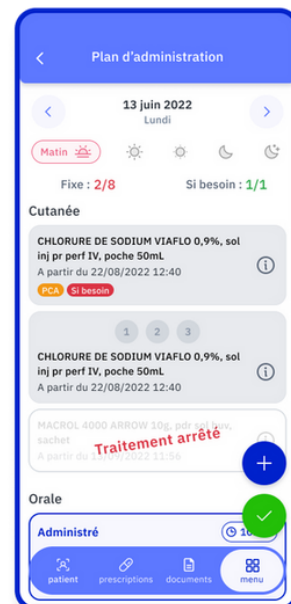 Plan d'administration
13 juin 2022
Lundi
Matin
Fixe : 2/8
Si besoin : 1/1
Cutanée
CHLORURE DE SODIUM VIAFLO 0,9%, sol
inj pr perf IV, poche 50mL
A partir du 22/08/2022 12:40
PCA Si besoin
1 2 3
CHLORURE DE SODIUM VIAFLO 0,9%, sol
inj pr perf IV, poche 50mL
A partir du 22/08/2022 12:40
MACROL 4000 ARROW 10g, pdr sol buv,
sachet
Traitement arrêté
A partir du 11:56
Orale
Administré
patient
prescriptions
documents
menu